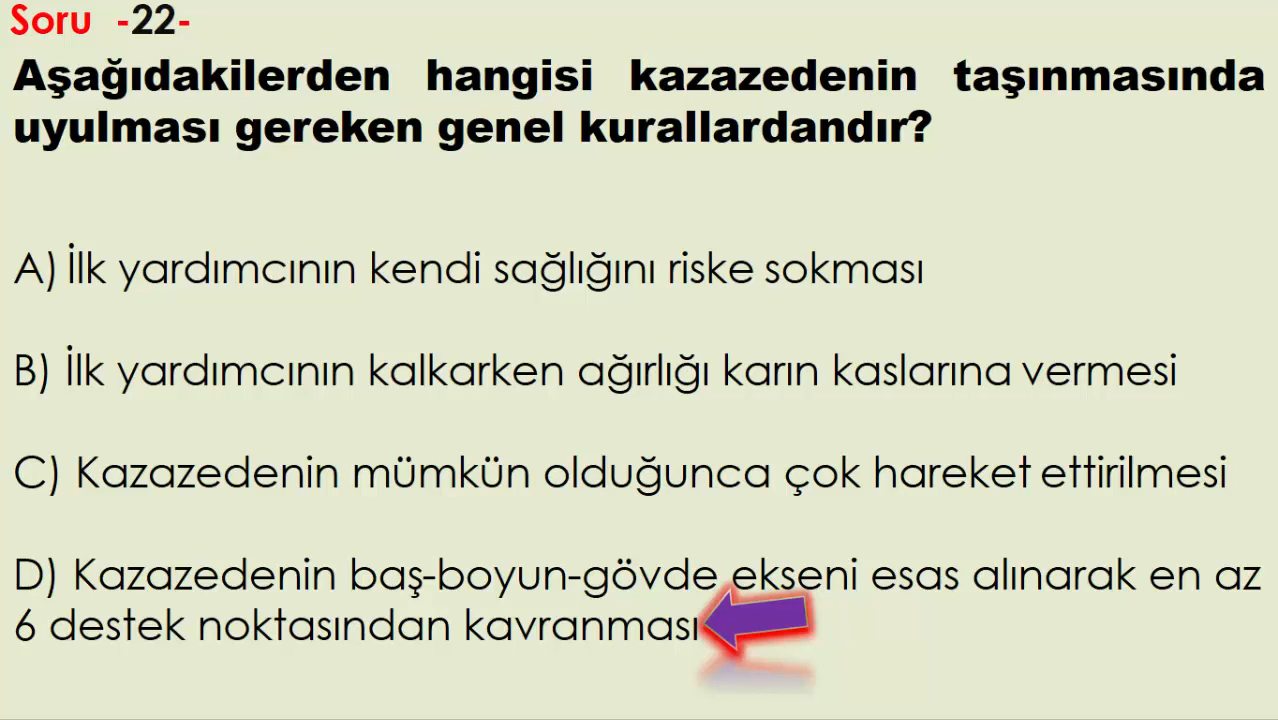 Soru -22-
Aşağıdakilerden hangisi kazazedenin taşınmasında
uyulması gereken genel kurallardandır?
A) İlk yardımcının kendi sağlığını riske sokması
B) İlk yardımcının kalkarken ağırlığı karın kaslarına vermesi
C) Kazazedenin mümkün olduğunca çok hareket ettirilmesi
D) Kazazedenin baş-boyun-gövde ekseni esas alınarak en az
6 destek noktasından kavranması